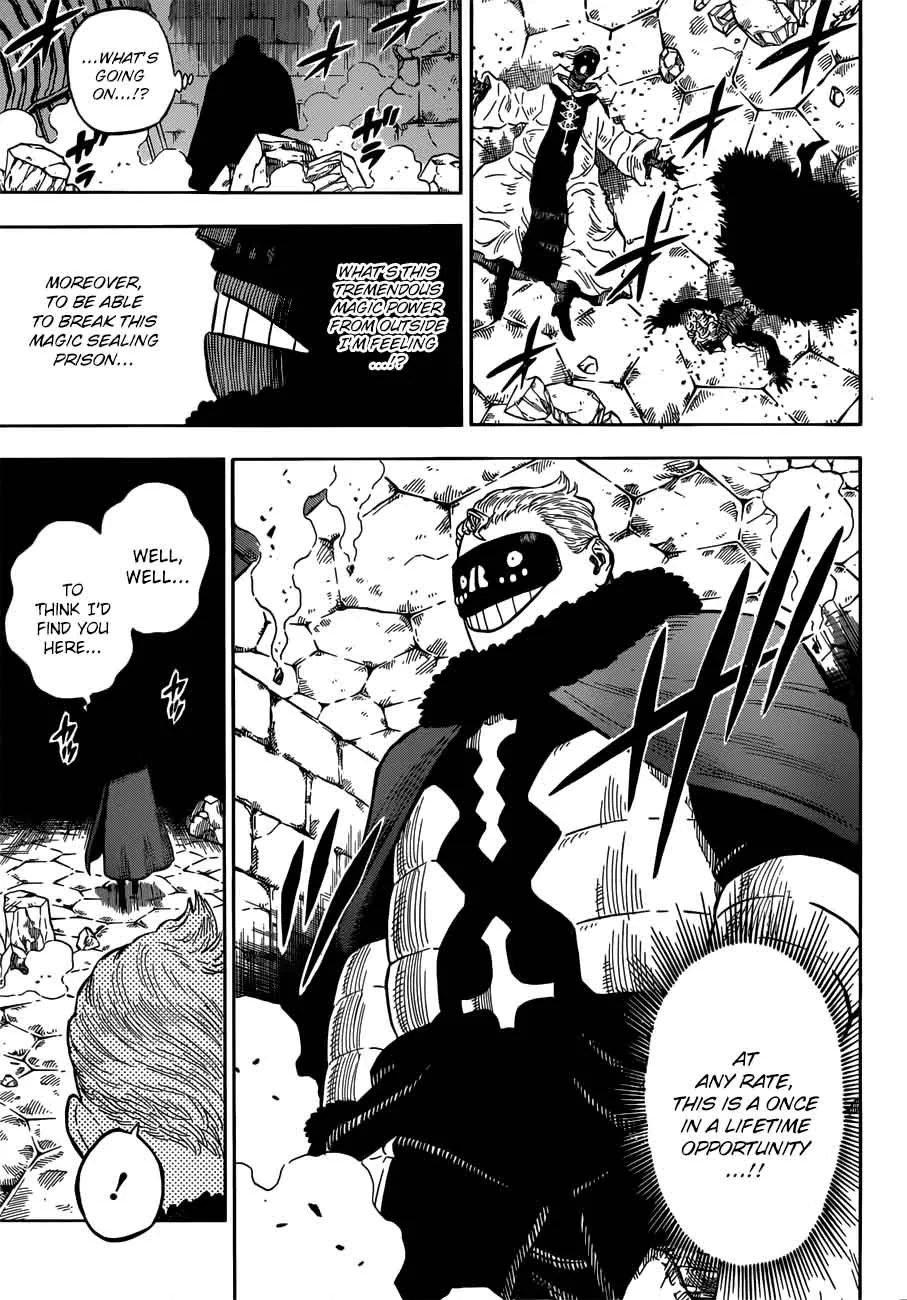 ...WHAT'S
GOING
ON...!?
WHAT'S THIS
TREMENDOUS
MAGIC POWER
FROM OUTSIDE
I'M FEELING
...!?
MOREOVER,
TO BE ABLE
TO BREAK THIS
MAGIC SEALING
PRISON...
AT
ANY RATE,
THIS IS A ONCE
IN A LIFETIME
OPPORTUNITY
...!!
WELL,
WELL...
TO
THINK I'D
FIND YOU
HERE...
!